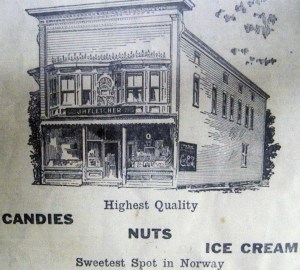 J.H.FLETCHER
Highest Quality
CANDIES
NUTS
ICE CREAM
Sweetest Spot in Norway